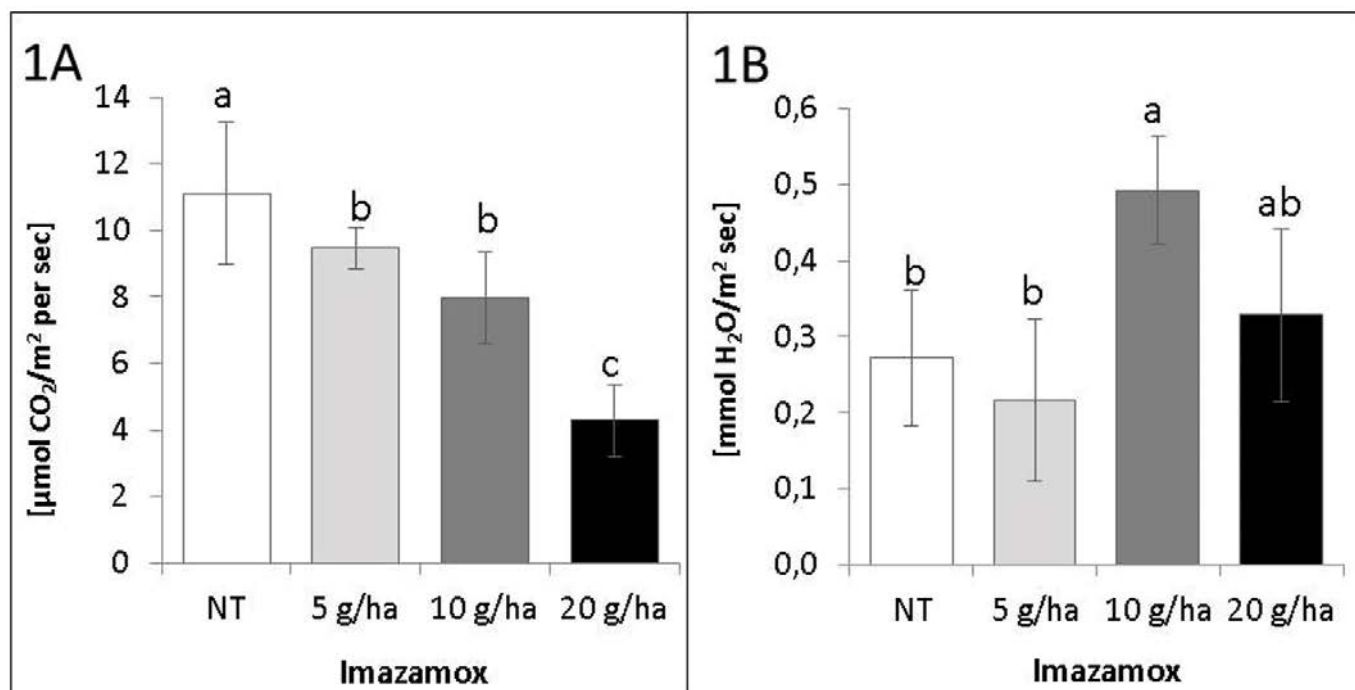 1A
[µmol CO₂/m² per sec]
14
12
10
8
6
4
2
0
a
b
b
c
NT 5 g/ha 10 g/ha 20 g/ha
Imazamox
1B
[mmol H₂O/m² sec]
0,6
0,5
0,4
0,3
0,2
0,1
0,0
b
b
a
ab
NT 5 g/ha 10 g/ha 20 g/ha
Imazamox